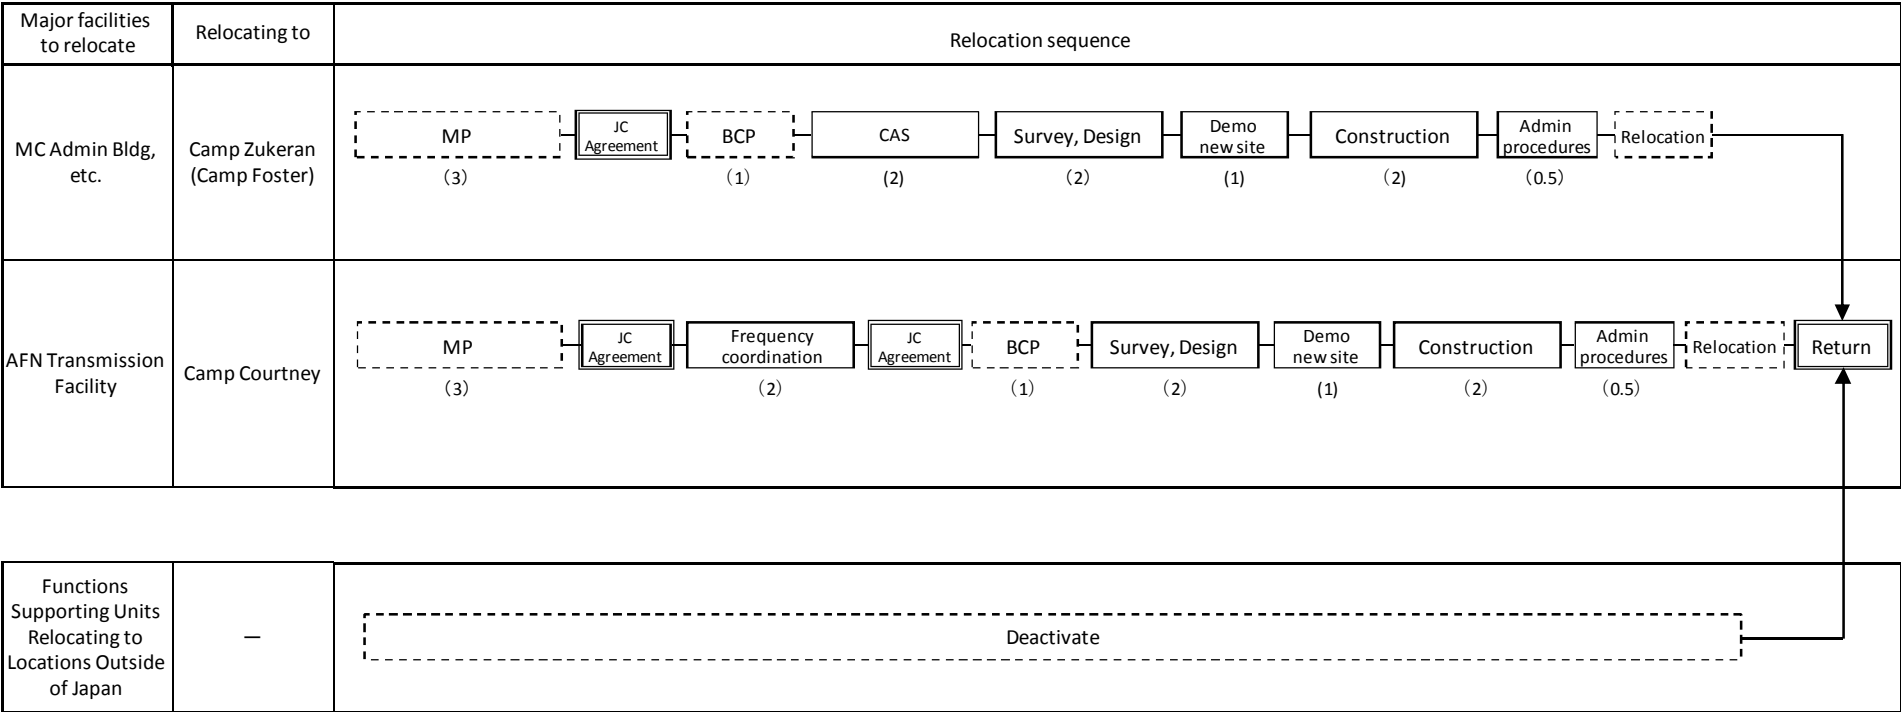 Major facilities
to relocate
Relocating to
Relocation sequence
MC Admin Bldg,
etc.
Camp Zukeran
(Camp Foster)
MP
(3)
JC
Agreement
BCP
(1)
CAS
(2)
Survey, Design
(2)
Demo
new site
(1)
Construction
(2)
Admin
procedures
(0.5)
Relocation
AFN Transmission
Facility
Camp Courtney
MP
(3)
JC
Agreement
Frequency
coordination
(2)
JC
Agreement
BCP
(1)
Survey, Design
(2)
Demo
new site
(1)
Construction
(2)
Admin
procedures
(0.5)
Relocation
Return
Functions
Supporting Units
Relocating to
Locations Outside
of Japan
—
Deactivate